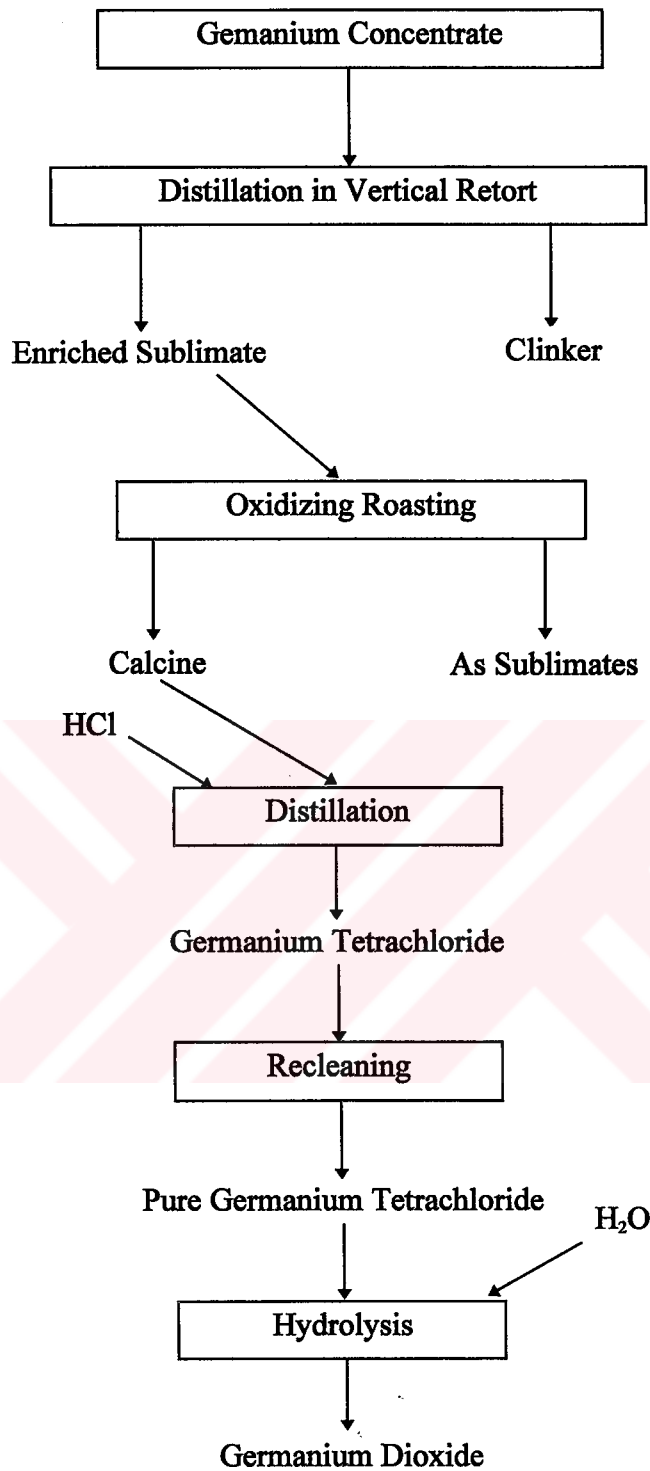 Gemanium Concentrate
Distillation in Vertical Retort
Enriched Sublimate
Clinker
Oxidizing Roasting
Calcine
As Sublimates
HCl
Distillation
Germanium Tetrachloride
Recleaning
Pure Germanium Tetrachloride
H₂O
Hydrolysis
Germanium Dioxide